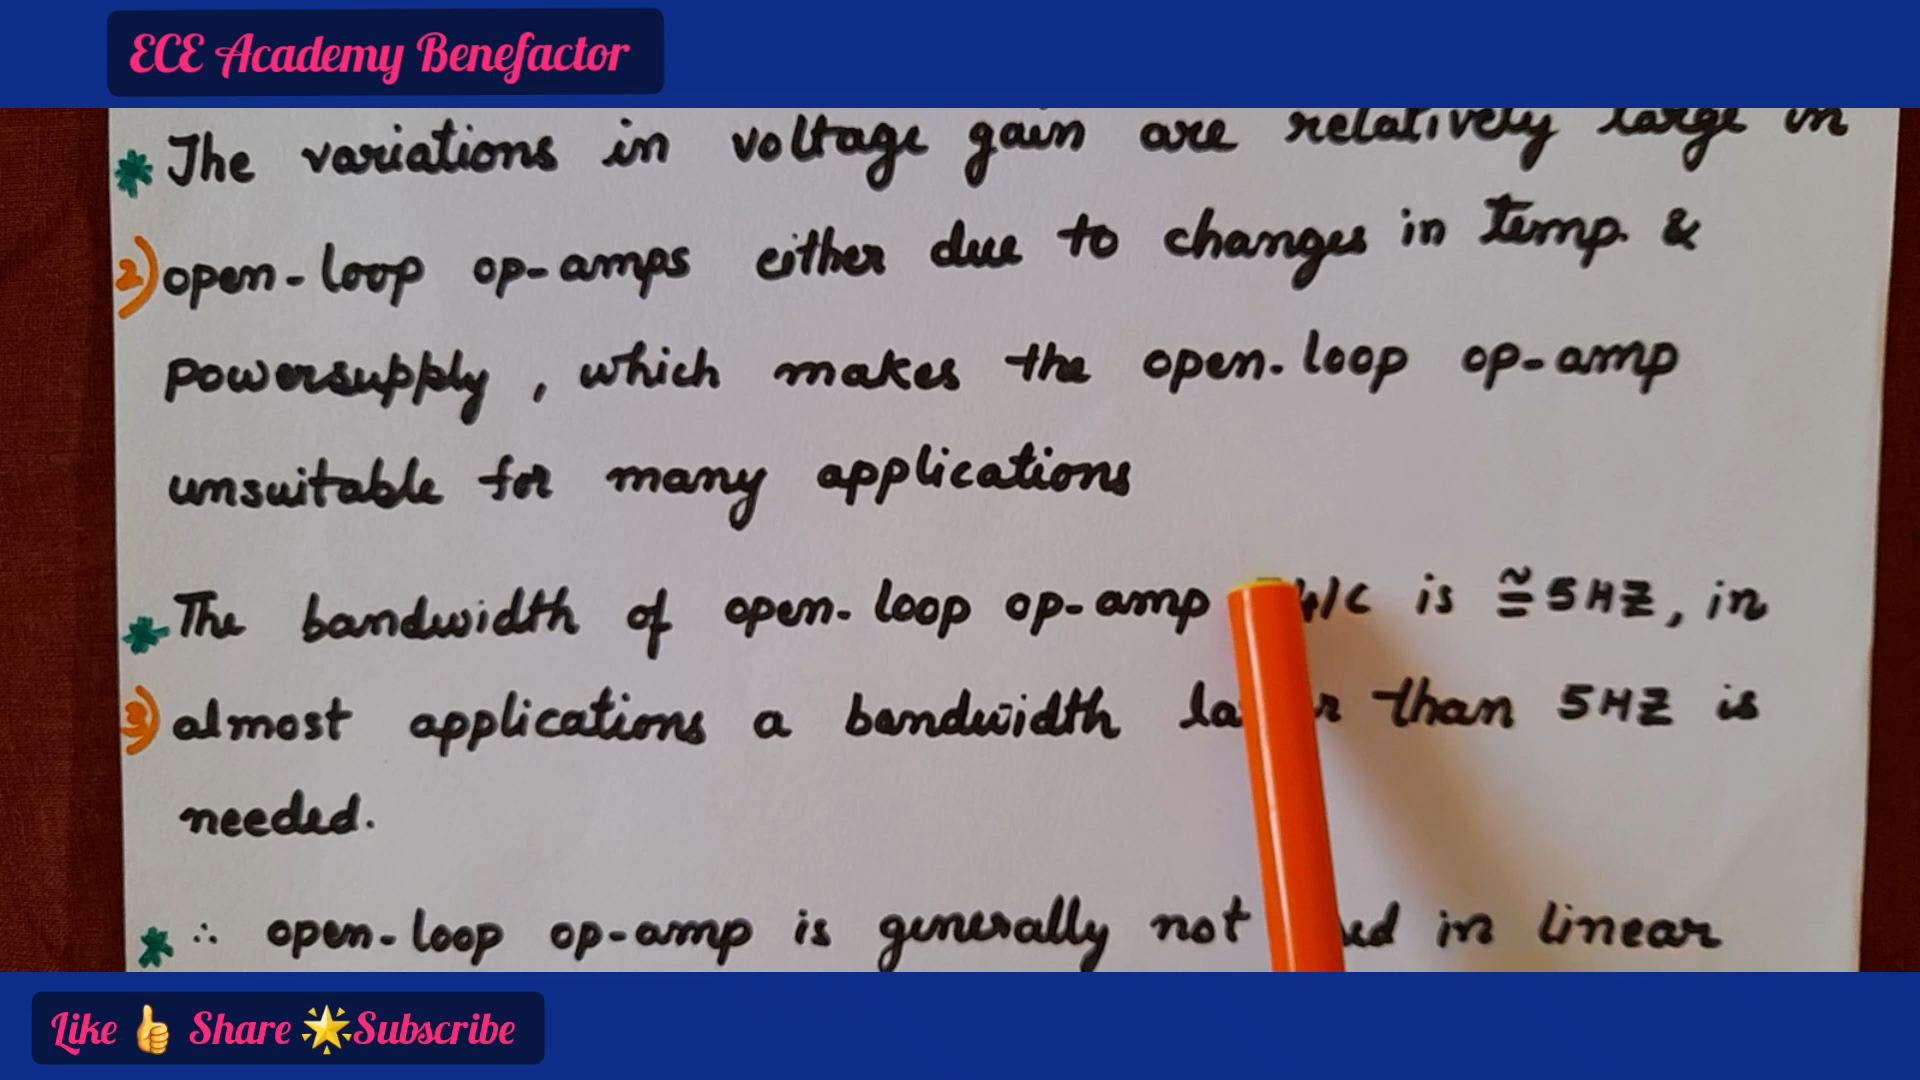 ECE Academy Benefactor
The variations in voltage gain are relatively large in
2) open-loop op-amps either due to changes in temp. &
powersupply, which makes the open-loop op-amp
unsuitable for many applications
The bandwidth of open-loop op-amp is ≅ 5HZ, in
3) almost applications a bandwidth than 5HZ is
needed.
∴ open-loop op-amp is generally not in linear
Like 👍 Share 🌟Subscribe